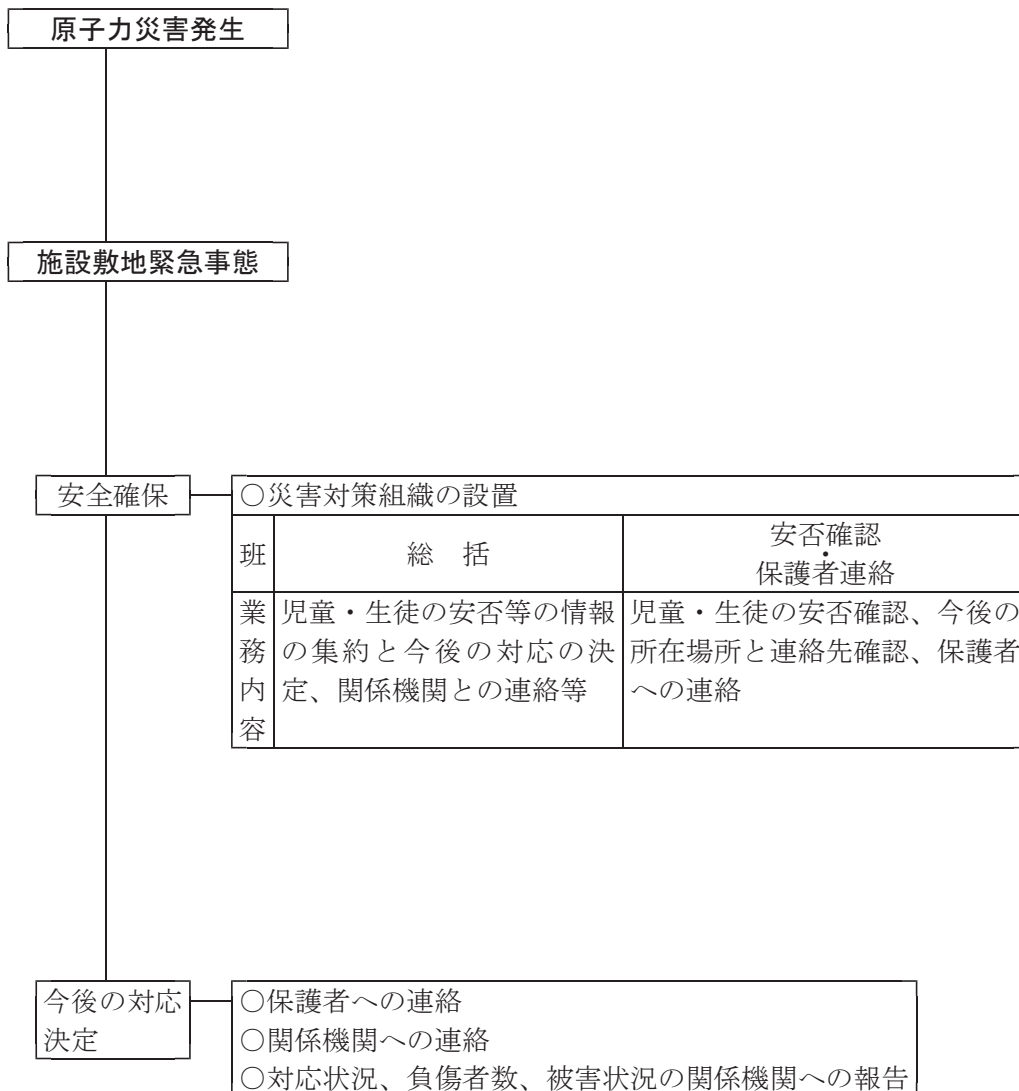 原子力災害発生
施設敷地緊急事態
安全確保
○災害対策組織の設置
班
総　括
安否確認
・
保護者連絡
業務内容
児童・生徒の安否等の情報
の集約と今後の対応の決
定、関係機関との連絡等
児童・生徒の安否確認、今後の
所在場所と連絡先確認、保護者
への連絡
今後の対応
決定
○保護者への連絡
○関係機関への連絡
○対応状況、負傷者数、被害状況の関係機関への報告